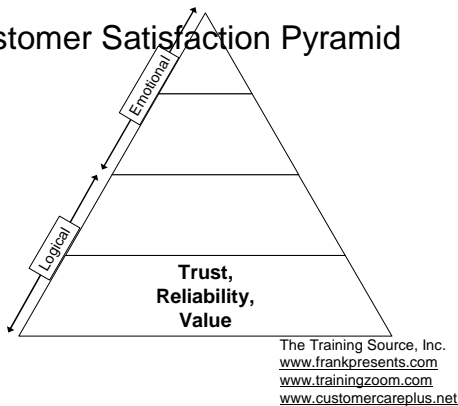 stomer Satisfaction Pyramid
Emotional
Logical
Trust,
Reliability,
Value
The Training Source, Inc.
www.frankpresents.com
www.trainingzoom.com
www.customercareplus.net